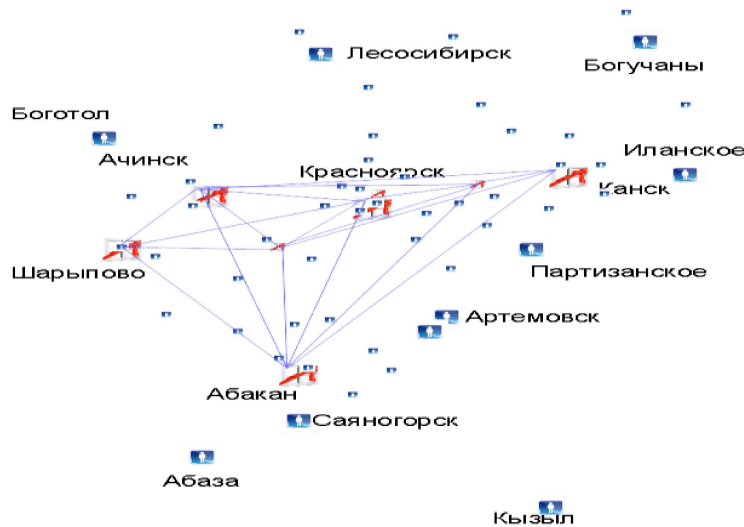 Лесосибирск
Богучаны
Боготол
Ачинск
Красноярск
Иланское
Канск
Шарыпово
Партизанское
Артемовск
Абакан
Саяногорск
Абаза
Кызыл